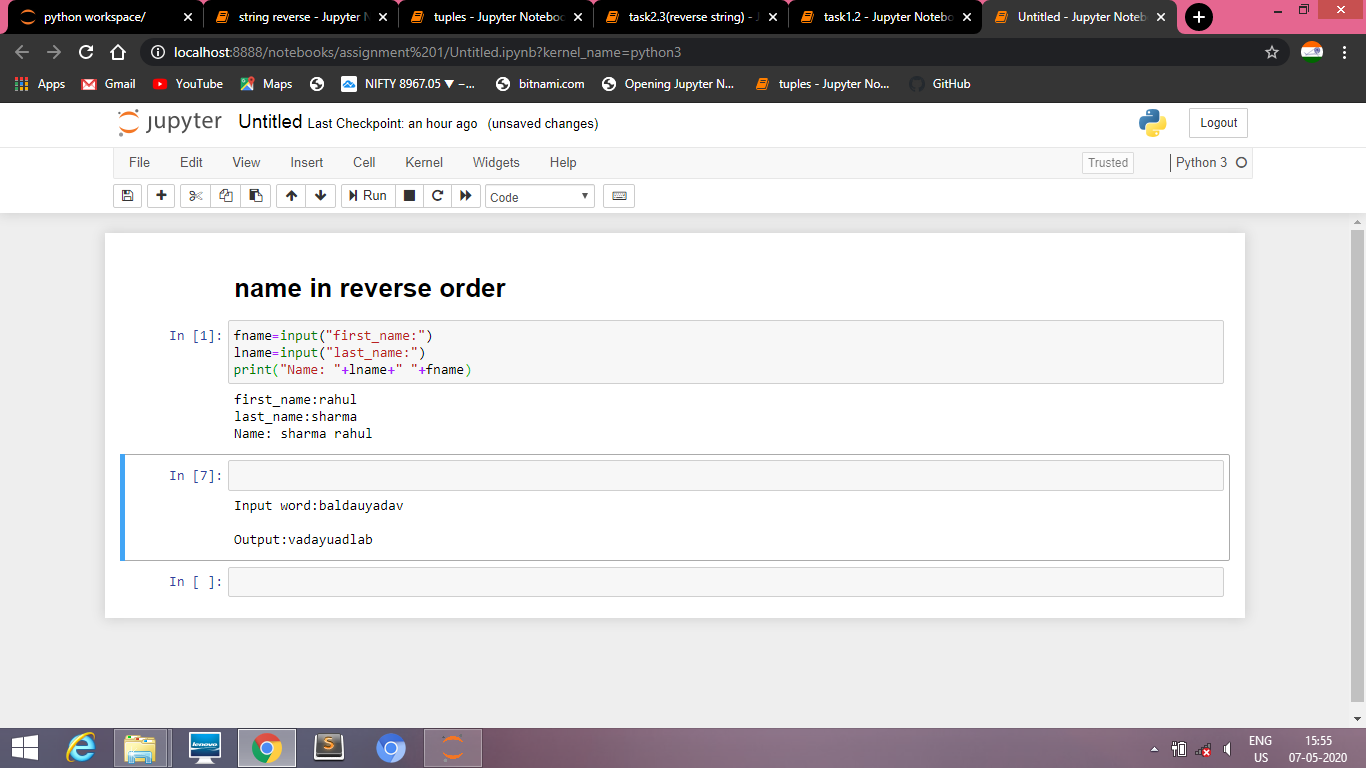 python workspace/
string reverse - Jupyter N
tuples - Jupyter Noteboo
task2.3(reverse string) - J
task1.2 - Jupyter Notebo
Untitled - Jupyter Noteb
localhost:8888/notebooks/assignment%201/Untitled.ipynb?kernel_name=python3
Apps
Gmail
YouTube
Maps
NIFTY 8967.05 ▼ –...
bitnami.com
Opening Jupyter N...
tuples - Jupyter No...
GitHub
jupyter Untitled Last Checkpoint: an hour ago (unsaved changes)
Logout
File Edit View Insert Cell Kernel Widgets Help
Trusted
Python 3
Run
Code
name in reverse order
In [1]:
fname=input("first_name:")
lname=input("last_name:")
print("Name: "+lname+" "+fname)
first_name:rahul
last_name:sharma
Name: sharma rahul
In [7]:
Input word:baldauyadav
Output:vadayuadlab
In [ ]:
lenovo
S
ENG
US
15:55
07-05-2020